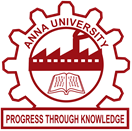 ANNA UNIVERSITY
PROGRESS THROUGH KNOWLEDGE